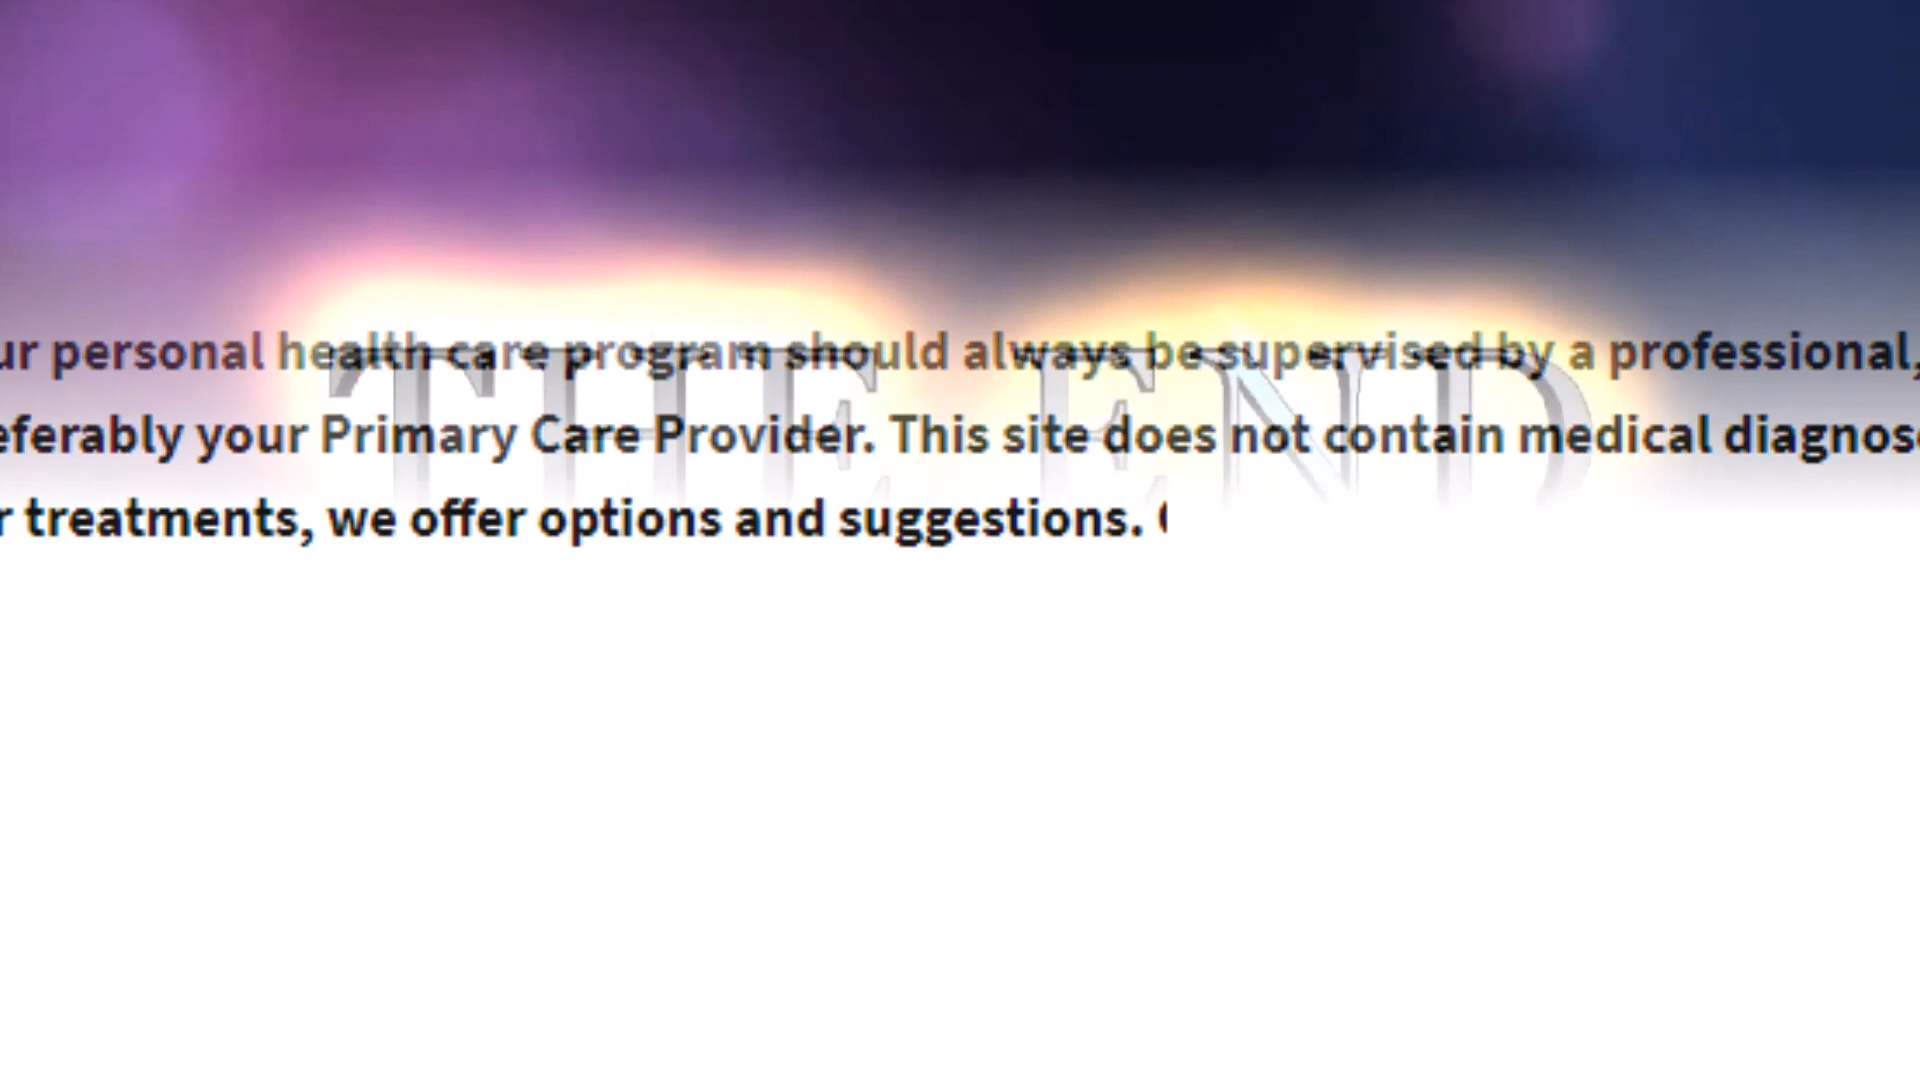 THE END
ur personal health care program should always be supervised by a professional,
eferably your Primary Care Provider. This site does not contain medical diagnos
r treatments, we offer options and suggestions.